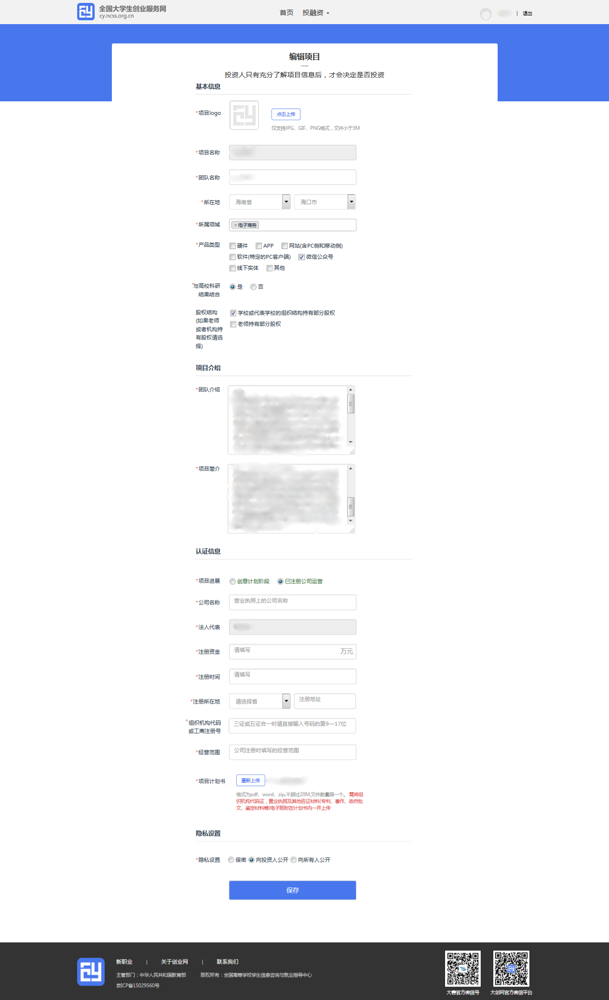 全国大学生创业服务网
cy.ncss.org.cn
首页 投融资
| 退出
编辑项目
投资人只有充分了解项目信息后，才会决定是否投资
基本信息
*项目logo
点击上传
仅支持JPG、GIF、PNG格式，文件小于3M
*项目名称
*团队名称
*所在地 海南省 海口市
*所属领域 ×电子商务
*产品类型 硬件 APP 网站(含PC侧和移动侧)
软件(特定的PC客户端) 微信公众号
线下实体 其他
*与高校科研
结果结合
是 否
股权结构
(如果老师
或者机构持
有股权请选
择)
学校或代表学校的组织结构持有部分股权
老师持有部分股权
项目介绍
*团队介绍
*项目简介
认证信息
*项目进展 创意计划阶段 已注册公司运营
*公司名称 营业执照上的公司名称
*法人代表
*注册资金 请填写 万元
*注册时间 请填写
*注册所在地 请选择省 注册地址
*组织机构代码
或工商注册号
三证或五证合一时请直接输入号码的第9—17位
*经营范围 公司注册时填写的经营范围
*项目计划书 重新上传
格式为pdf、word、zip,不超过20M,文件数量限一个。 需将组
织机构代码证，营业执照及其他佐证材料(专利、著作、政府批
文、鉴定材料等)电子版附在计划书内一并上传
隐私设置
*隐私设置 保密 向投资人公开 向所有人公开
保存
新职业 | 关于创业网 | 联系我们
主管部门：中华人民共和国教育部 版权所有：全国高等学校学生信息咨询与就业指导中心
京ICP备15029560号
大壹官方微信号 大创网官方微信平台